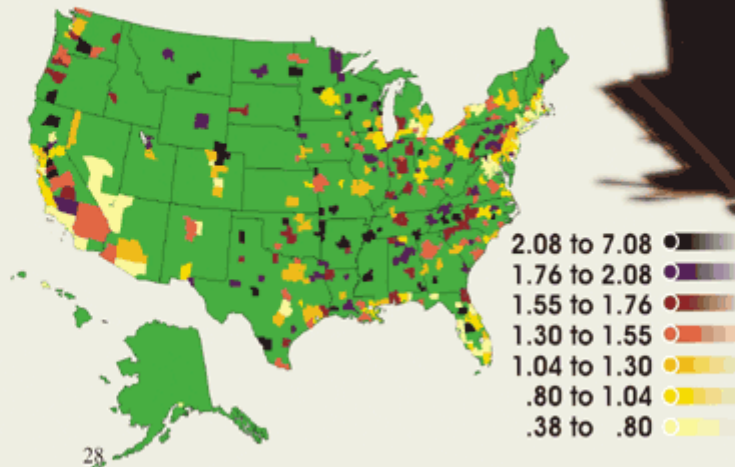 2.08 to 7.08
1.76 to 2.08
1.55 to 1.76
1.30 to 1.55
1.04 to 1.30
.80 to 1.04
.38 to .80
28